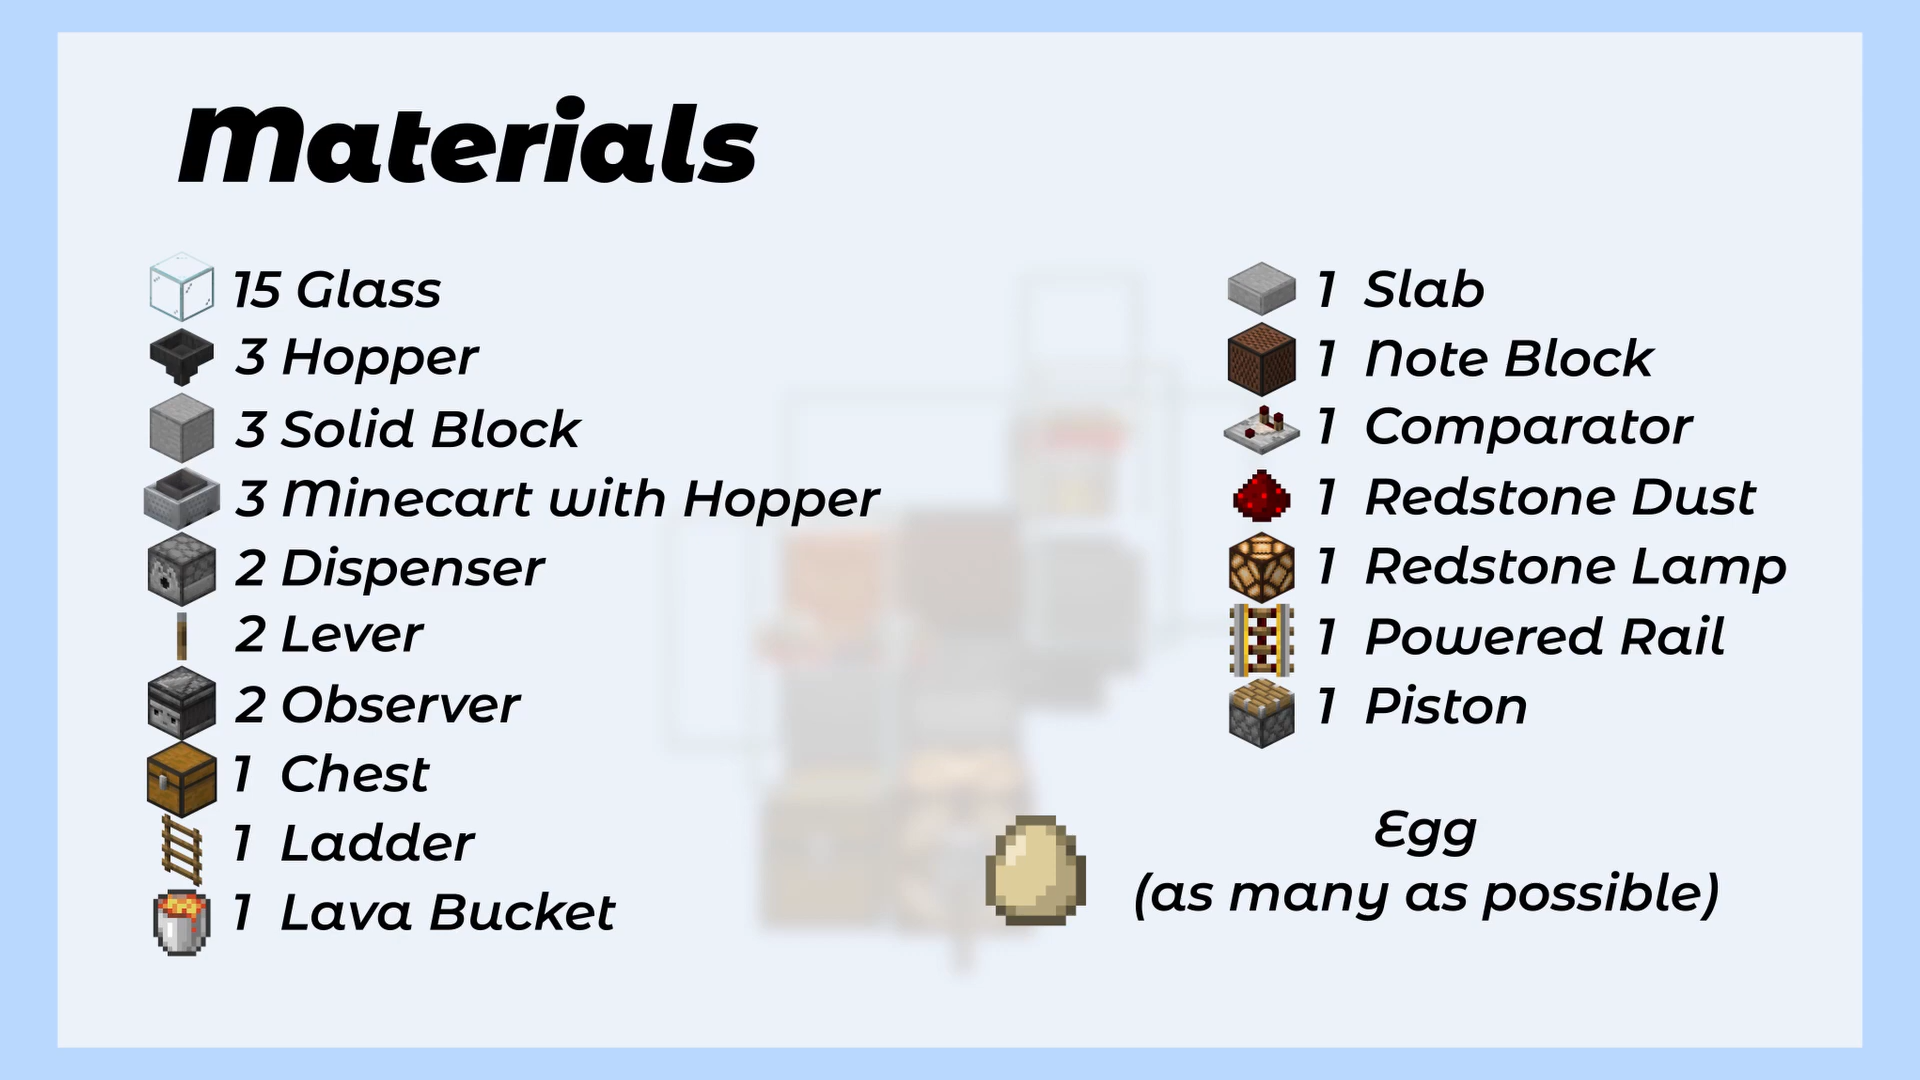 Materials
15 Glass
3 Hopper
3 Solid Block
3 Minecart with Hopper
2 Dispenser
2 Lever
2 Observer
1 Chest
1 Ladder
1 Lava Bucket
1 Slab
1 Note Block
1 Comparator
1 Redstone Dust
1 Redstone Lamp
1 Powered Rail
1 Piston
Egg
(as many as possible)